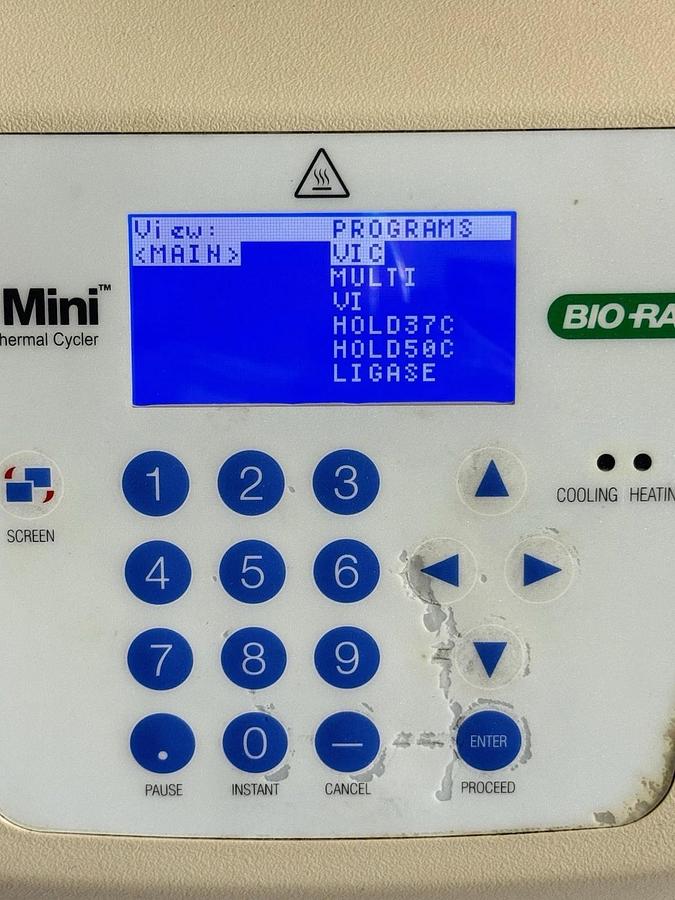 View: PROGRAMS
<MAIN> VIC
MULTI
VI
HOLD37C
HOLD50C
LIGASE
Mini™
hermal Cycler
BIO-RA
SCREEN
1 2 3
COOLING HEATIN
4 5 6
7 8 9
. 0 – ENTER
PAUSE INSTANT CANCEL PROCEED